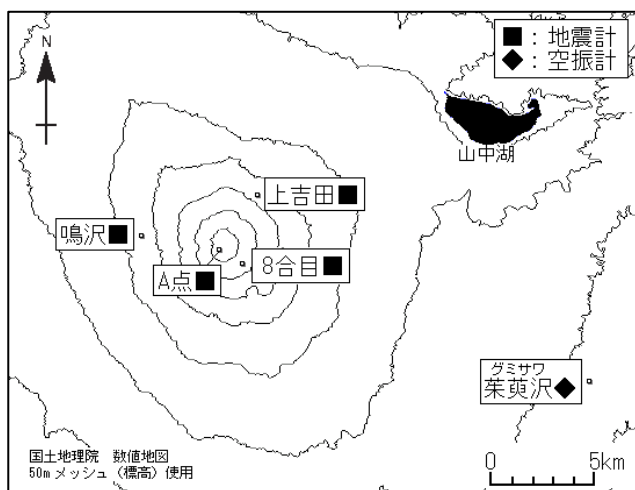 N
■：地震計
◆：空振計
山中湖
上吉田■
鳴沢■
8合目■
A点■
グミサワ
茱萸沢◆
国土地理院　数値地図
50mメッシュ（標高）使用
0 5km